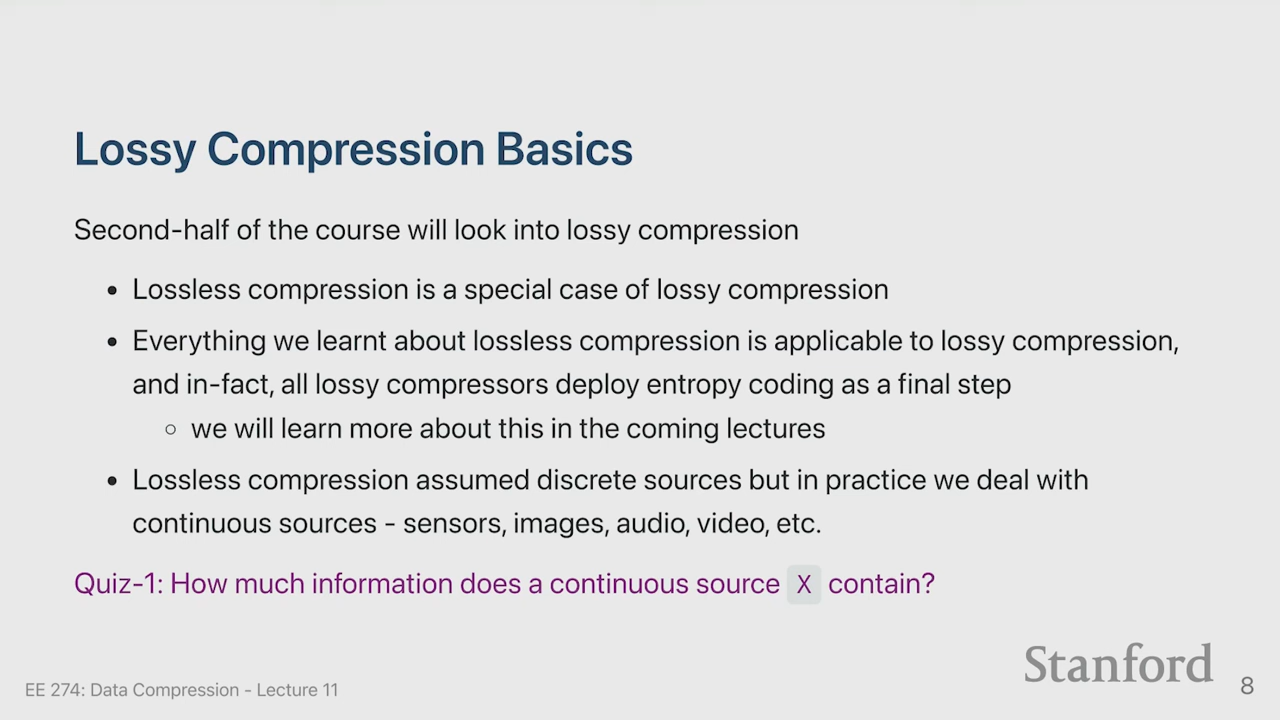 Lossy Compression Basics
Second-half of the course will look into lossy compression
• Lossless compression is a special case of lossy compression
• Everything we learnt about lossless compression is applicable to lossy compression,
and in-fact, all lossy compressors deploy entropy coding as a final step
◦ we will learn more about this in the coming lectures
• Lossless compression assumed discrete sources but in practice we deal with
continuous sources - sensors, images, audio, video, etc.
Quiz-1: How much information does a continuous source X contain?
Stanford
EE 274: Data Compression - Lecture 11
8